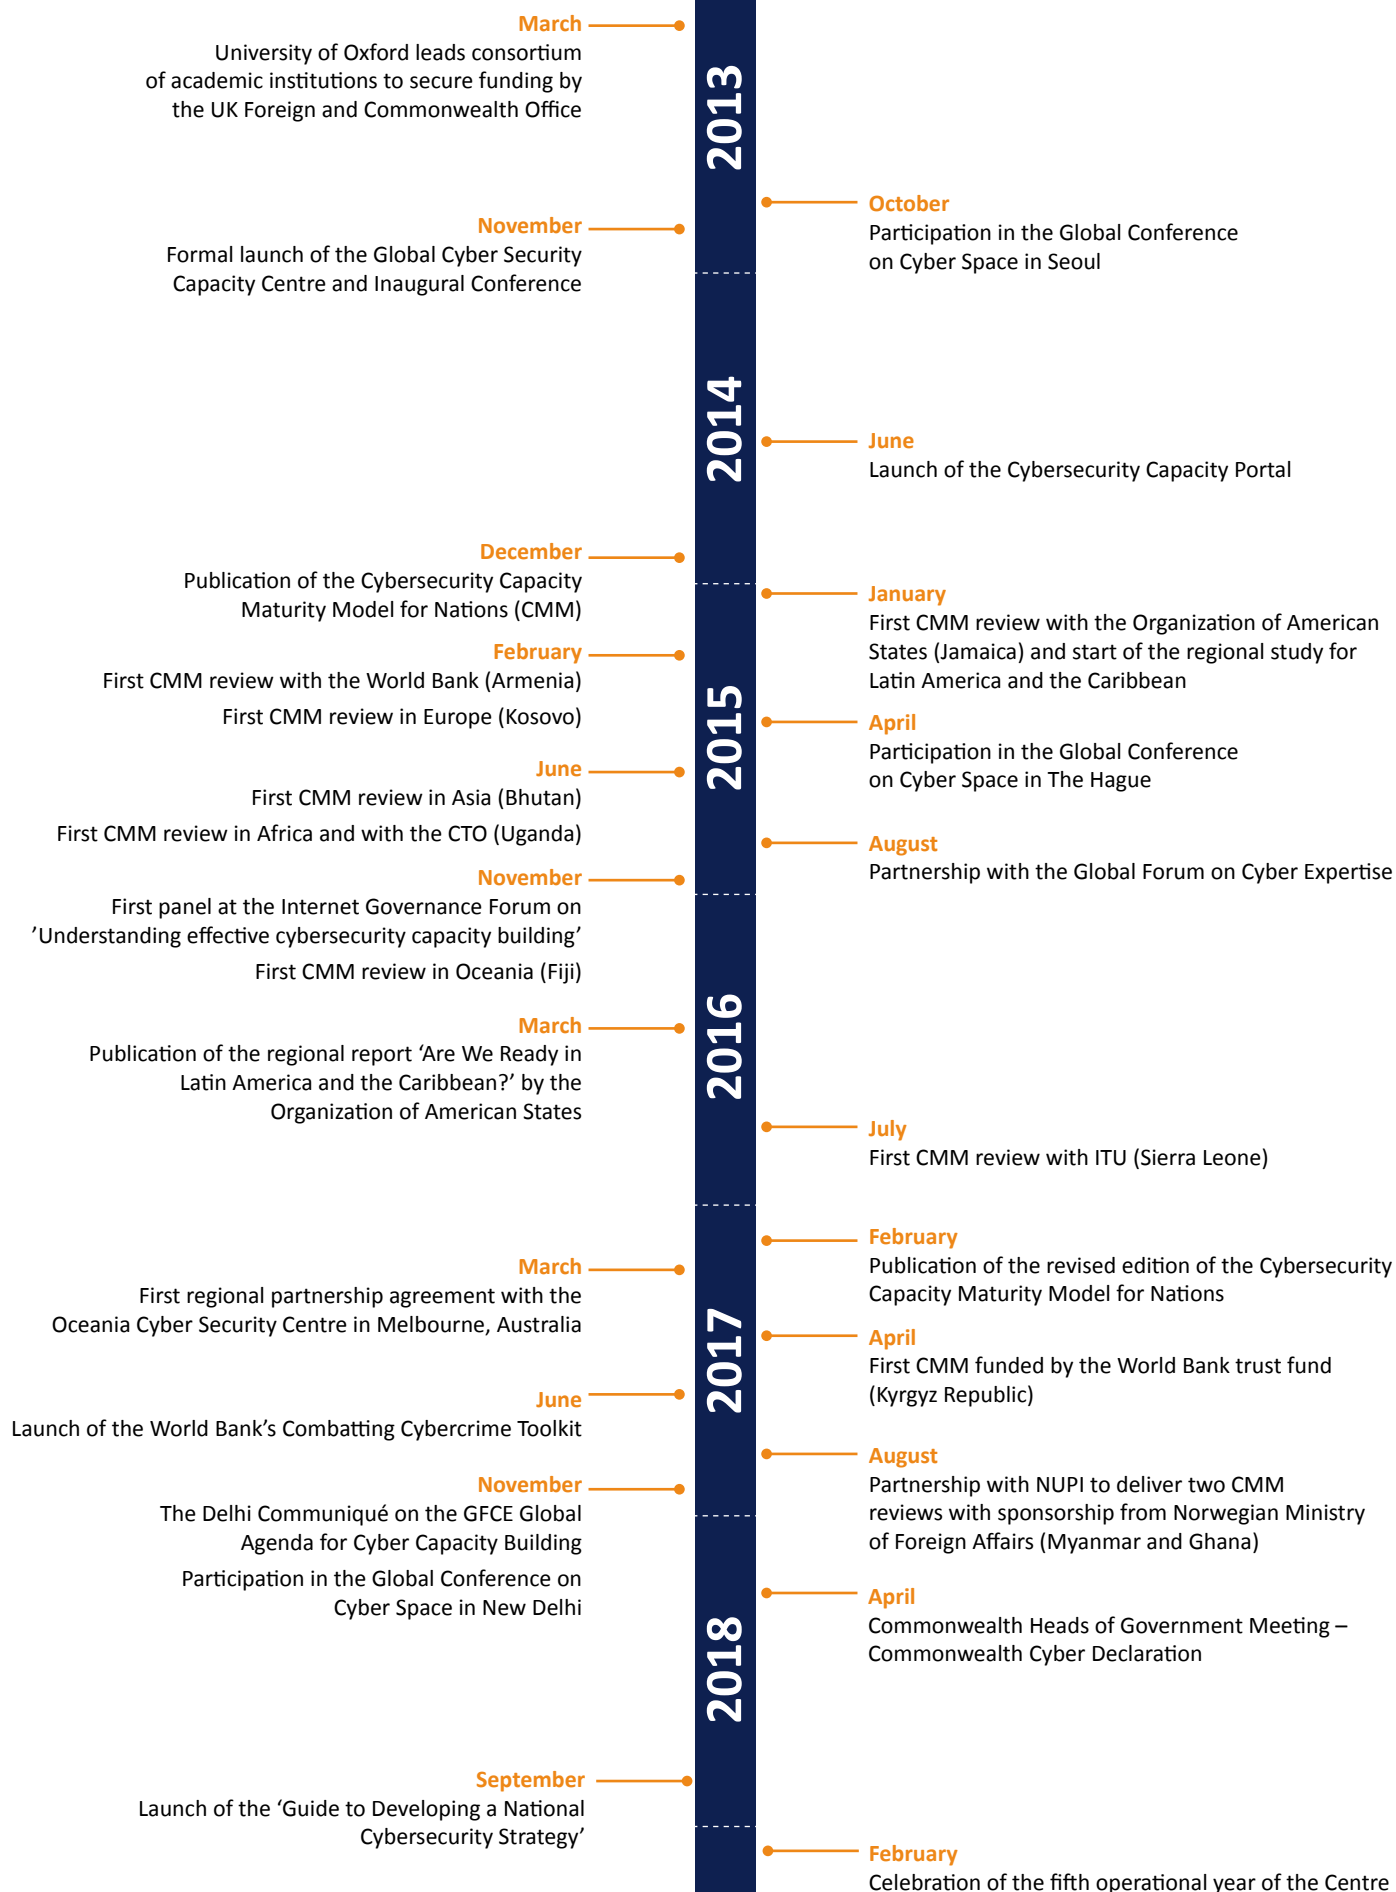 2013
March
University of Oxford leads consortium
of academic institutions to secure funding by
the UK Foreign and Commonwealth Office
October
Participation in the Global Conference
on Cyber Space in Seoul
November
Formal launch of the Global Cyber Security
Capacity Centre and Inaugural Conference
2014
June
Launch of the Cybersecurity Capacity Portal
December
Publication of the Cybersecurity Capacity
Maturity Model for Nations (CMM)
2015
January
First CMM review with the Organization of American
States (Jamaica) and start of the regional study for
Latin America and the Caribbean
February
First CMM review with the World Bank (Armenia)
First CMM review in Europe (Kosovo)
April
Participation in the Global Conference
on Cyber Space in The Hague
June
First CMM review in Asia (Bhutan)
First CMM review in Africa and with the CTO (Uganda)
August
Partnership with the Global Forum on Cyber Expertise
November
First panel at the Internet Governance Forum on
’Understanding effective cybersecurity capacity building’
First CMM review in Oceania (Fiji)
2016
March
Publication of the regional report ‘Are We Ready in
Latin America and the Caribbean?’ by the
Organization of American States
July
First CMM review with ITU (Sierra Leone)
2017
February
Publication of the revised edition of the Cybersecurity
Capacity Maturity Model for Nations
March
First regional partnership agreement with the
Oceania Cyber Security Centre in Melbourne, Australia
April
First CMM funded by the World Bank trust fund
(Kyrgyz Republic)
June
Launch of the World Bank’s Combatting Cybercrime Toolkit
August
Partnership with NUPI to deliver two CMM
reviews with sponsorship from Norwegian Ministry
of Foreign Affairs (Myanmar and Ghana)
November
The Delhi Communiqué on the GFCE Global
Agenda for Cyber Capacity Building
Participation in the Global Conference on
Cyber Space in New Delhi
2018
April
Commonwealth Heads of Government Meeting –
Commonwealth Cyber Declaration
September
Launch of the ‘Guide to Developing a National
Cybersecurity Strategy’
February
Celebration of the fifth operational year of the Centre